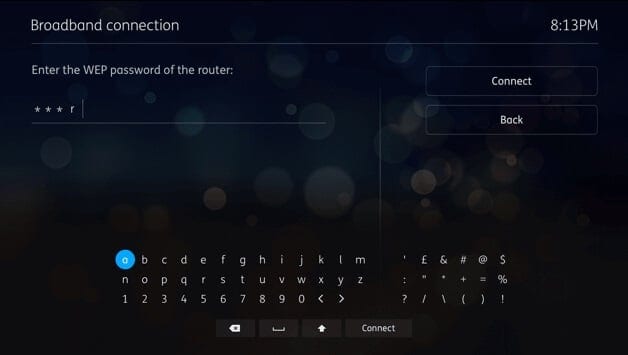 Broadband connection 8:13PM
Enter the WEP password of the router:
* * * r
Connect
Back
a b c d e f g h i j k l m ' £ & # @ $
n o p q r s t u v w x y z : " * + = %
1 2 3 4 5 6 7 8 9 0 < > ? / \ ( ) !
Connect